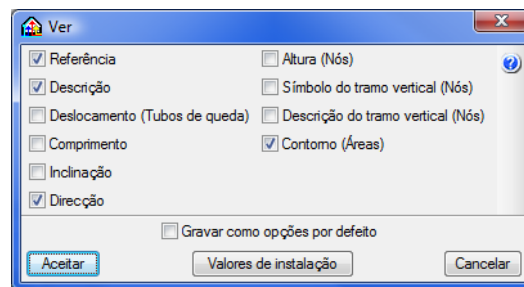 Ver
Referência
Descrição
Deslocamento (Tubos de queda)
Comprimento
Inclinação
Direcção
Altura (Nós)
Símbolo do tramo vertical (Nós)
Descrição do tramo vertical (Nós)
Contorno (Áreas)
Gravar como opções por defeito
Aceitar
Valores de instalação
Cancelar